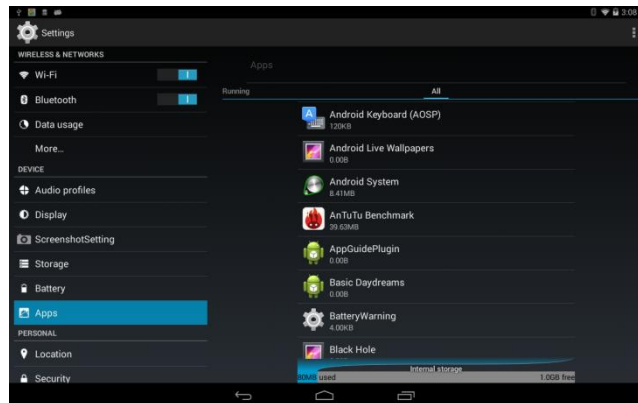 3:08
Settings
WIRELESS & NETWORKS
Wi-Fi
I
Bluetooth
I
Data usage
More...
DEVICE
Audio profiles
Display
ScreenshotSetting
Storage
Battery
Apps
PERSONAL
Location
Security
Apps
Running
All
Android Keyboard (AOSP)
120KB
Android Live Wallpapers
0.00B
Android System
8.41MB
AnTuTu Benchmark
39.63MB
AppGuidePlugin
0.00B
Basic Daydreams
0.00B
BatteryWarning
4.00KB
Black Hole
Internal storage
used
1.0GB free